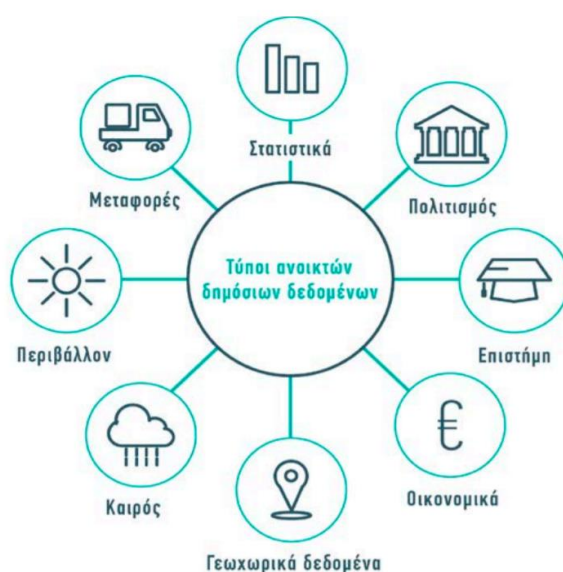 Στατιστικά
Πολιτισμός
Επιστήμη
Οικονομικά
Γεωχωρικά δεδομένα
Καιρός
Περιβάλλον
Μεταφορές
Τύποι ανοικτών
δημόσιων δεδομένων
€